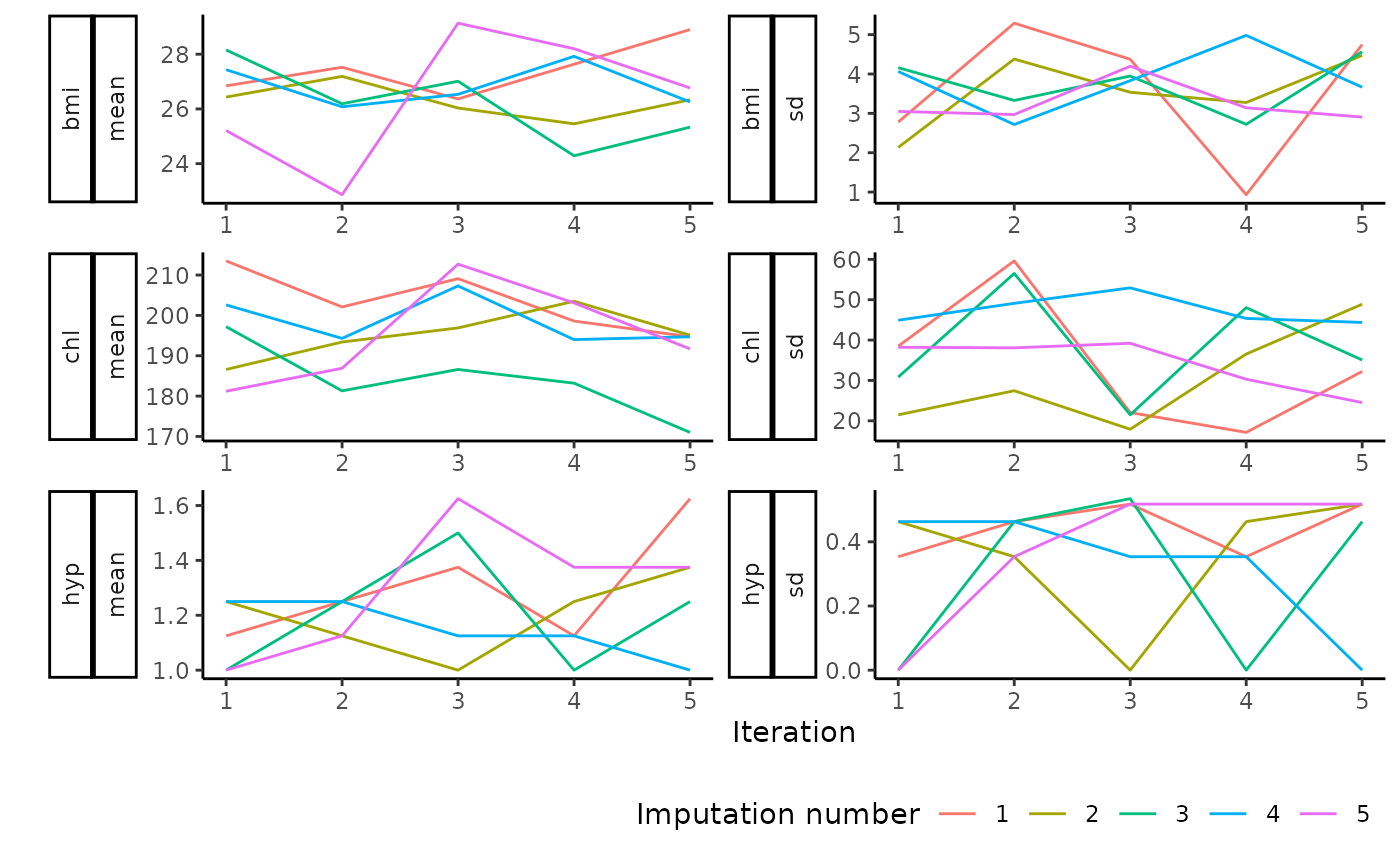 bmi mean
28
26
24
1 2 3 4 5
bmi sd
5
4
3
2
1
1 2 3 4 5
chl mean
210
200
190
180
170
1 2 3 4 5
chl sd
60
50
40
30
20
1 2 3 4 5
hyp mean
1.6
1.4
1.2
1.0
1 2 3 4 5
hyp sd
0.4
0.2
0.0
1 2 3 4 5
Iteration
Imputation number 1 2 3 4 5